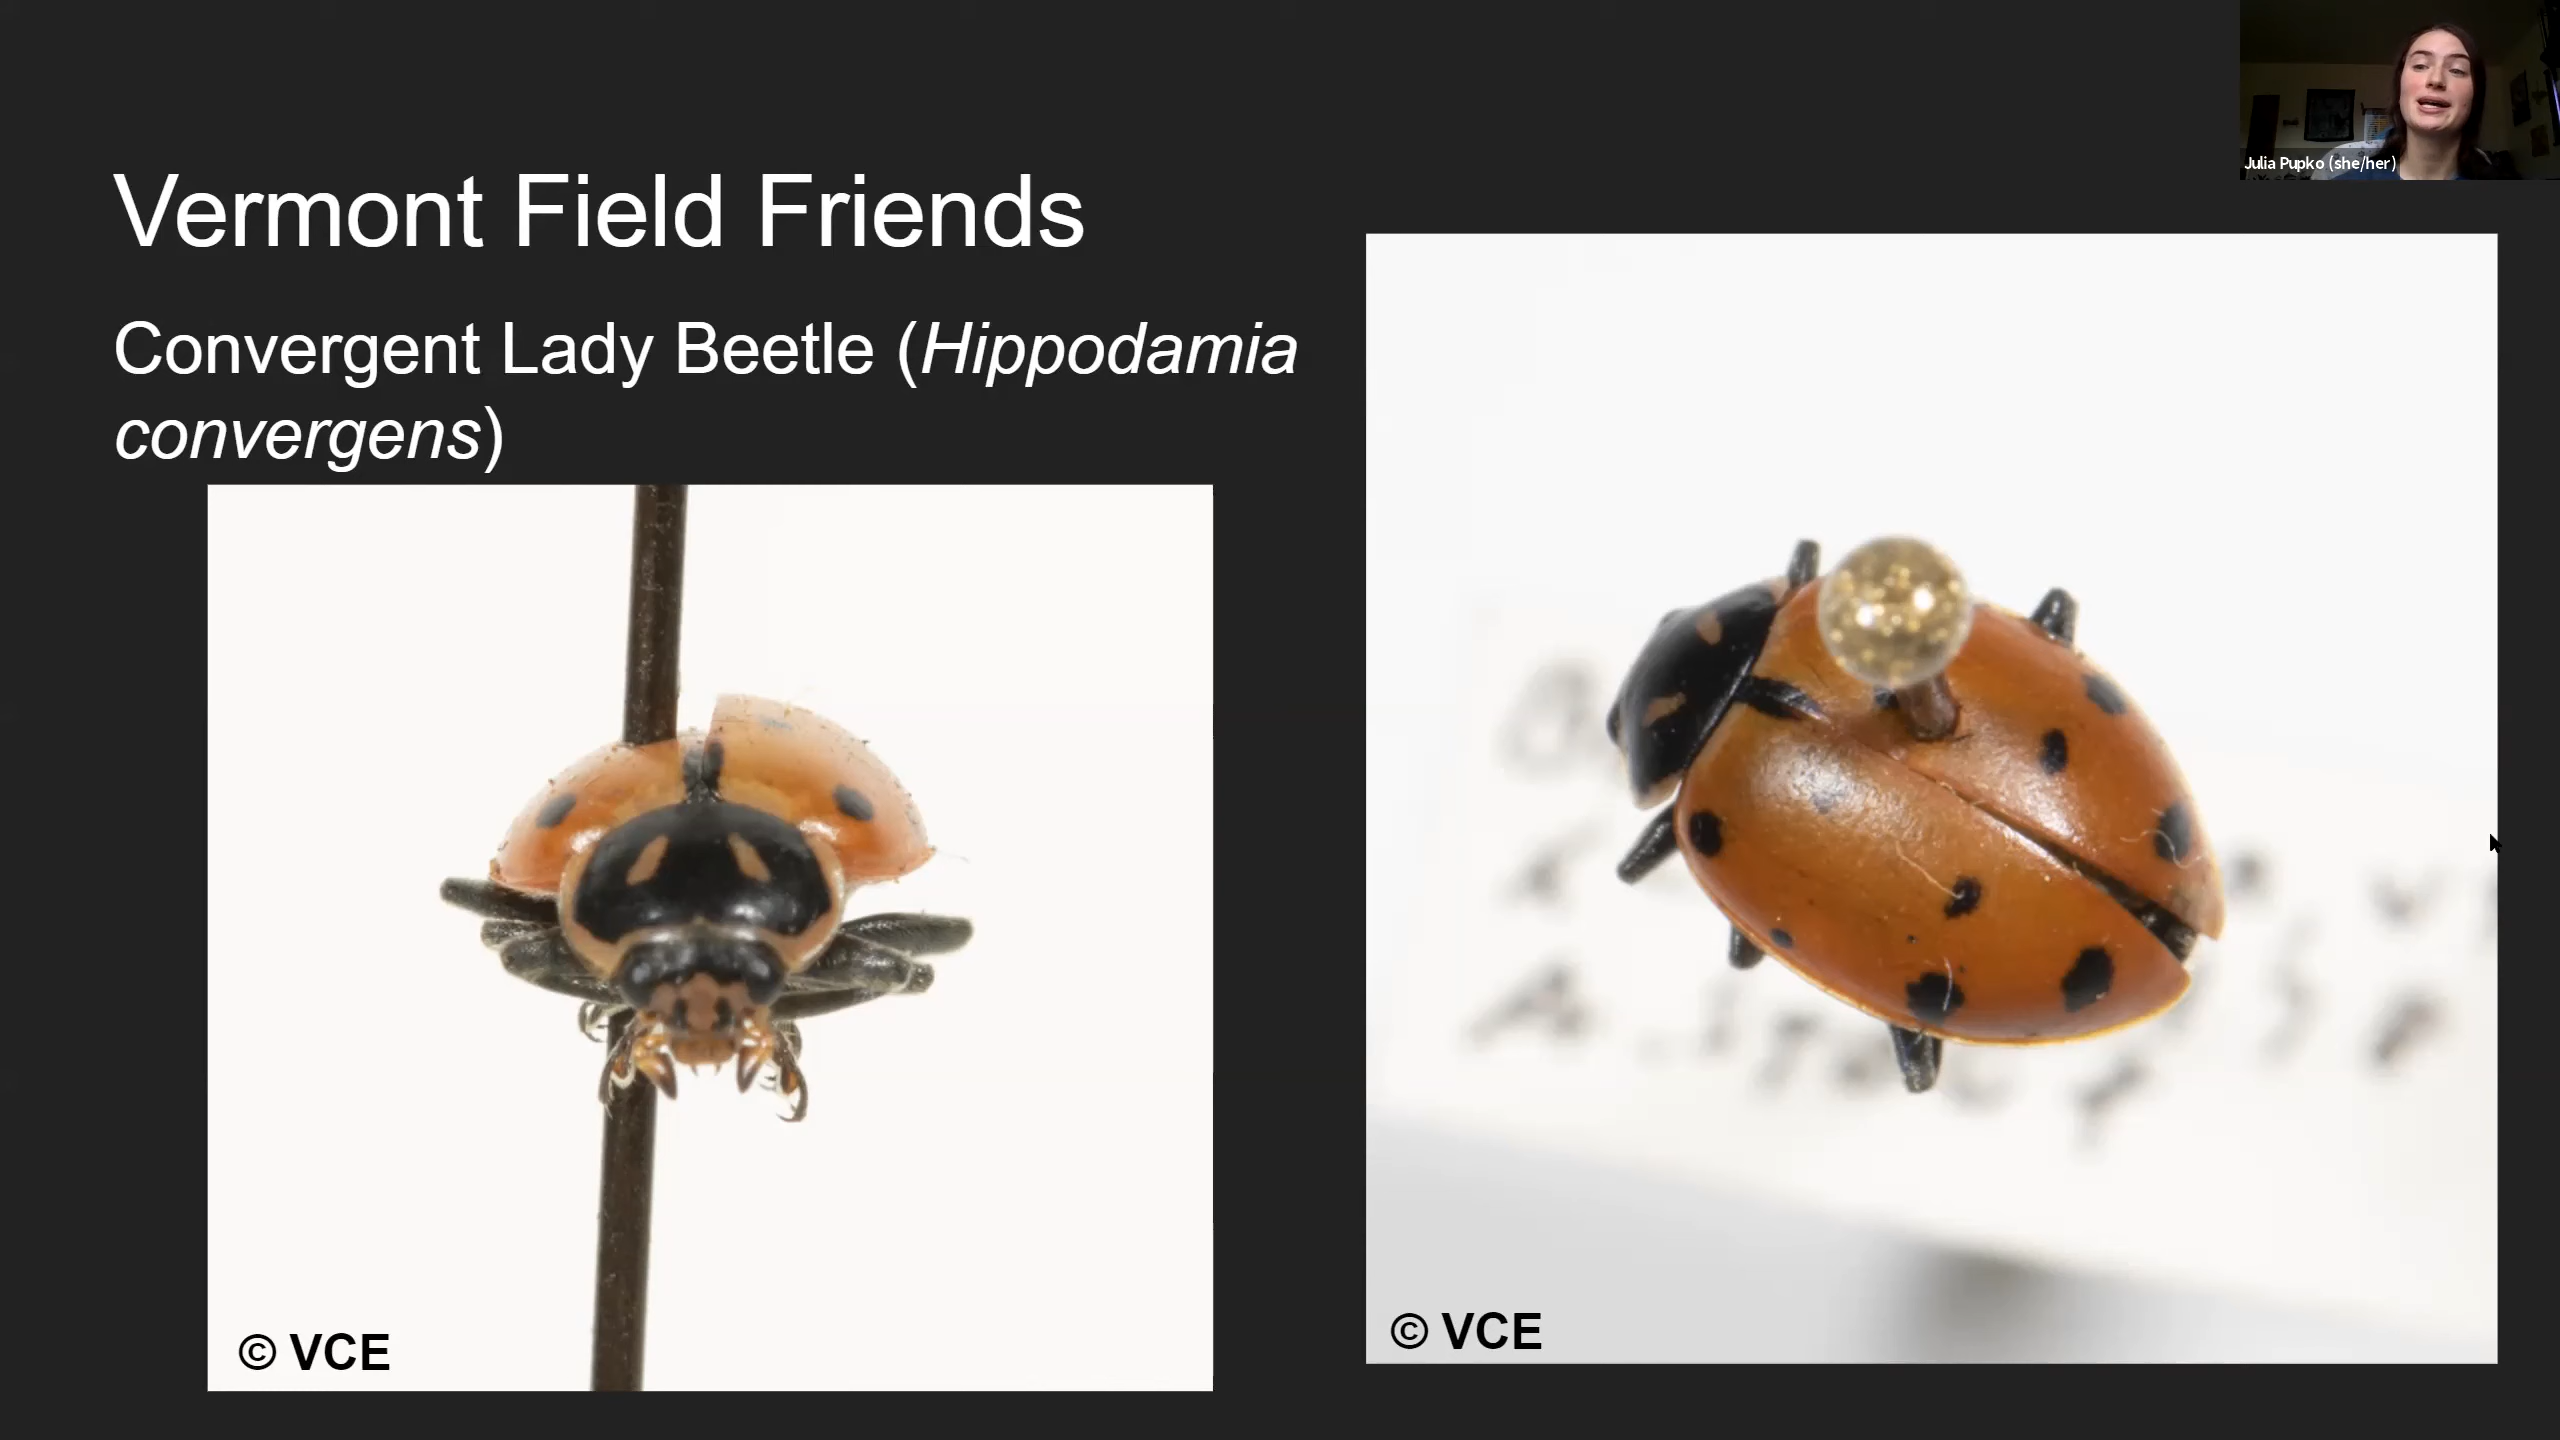 Julia Pupko (she/her)
Vermont Field Friends
Convergent Lady Beetle (Hippodamia
convergens)
© VCE
© VCE